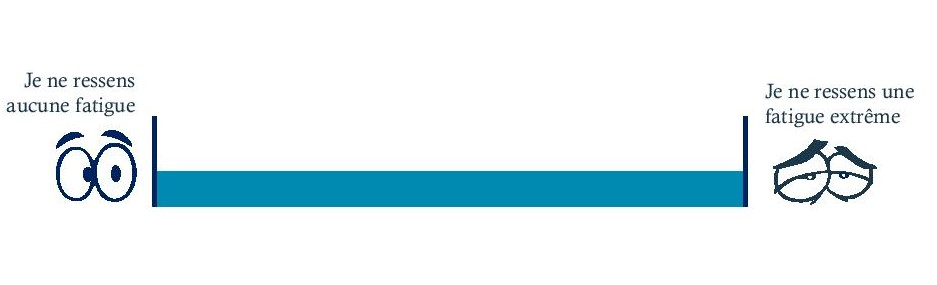 Je ne ressens
aucune fatigue
Je ne ressens une
fatigue extrême